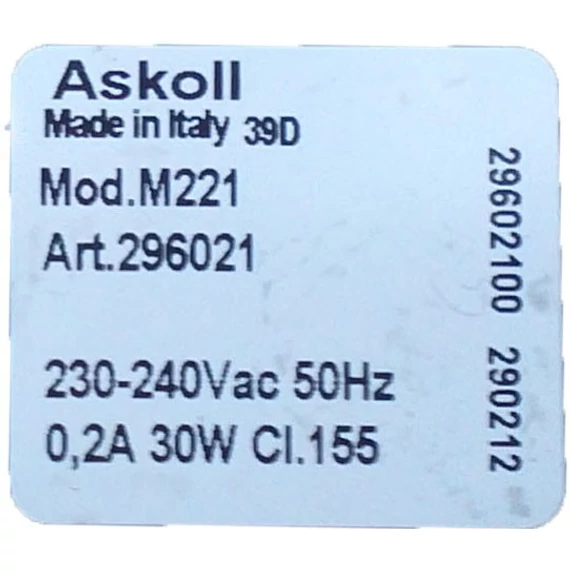 Askoll
Made in Italy 39D
Mod.M221
Art.296021
230-240Vac 50Hz
0,2A 30W Cl.155
29602100 290212